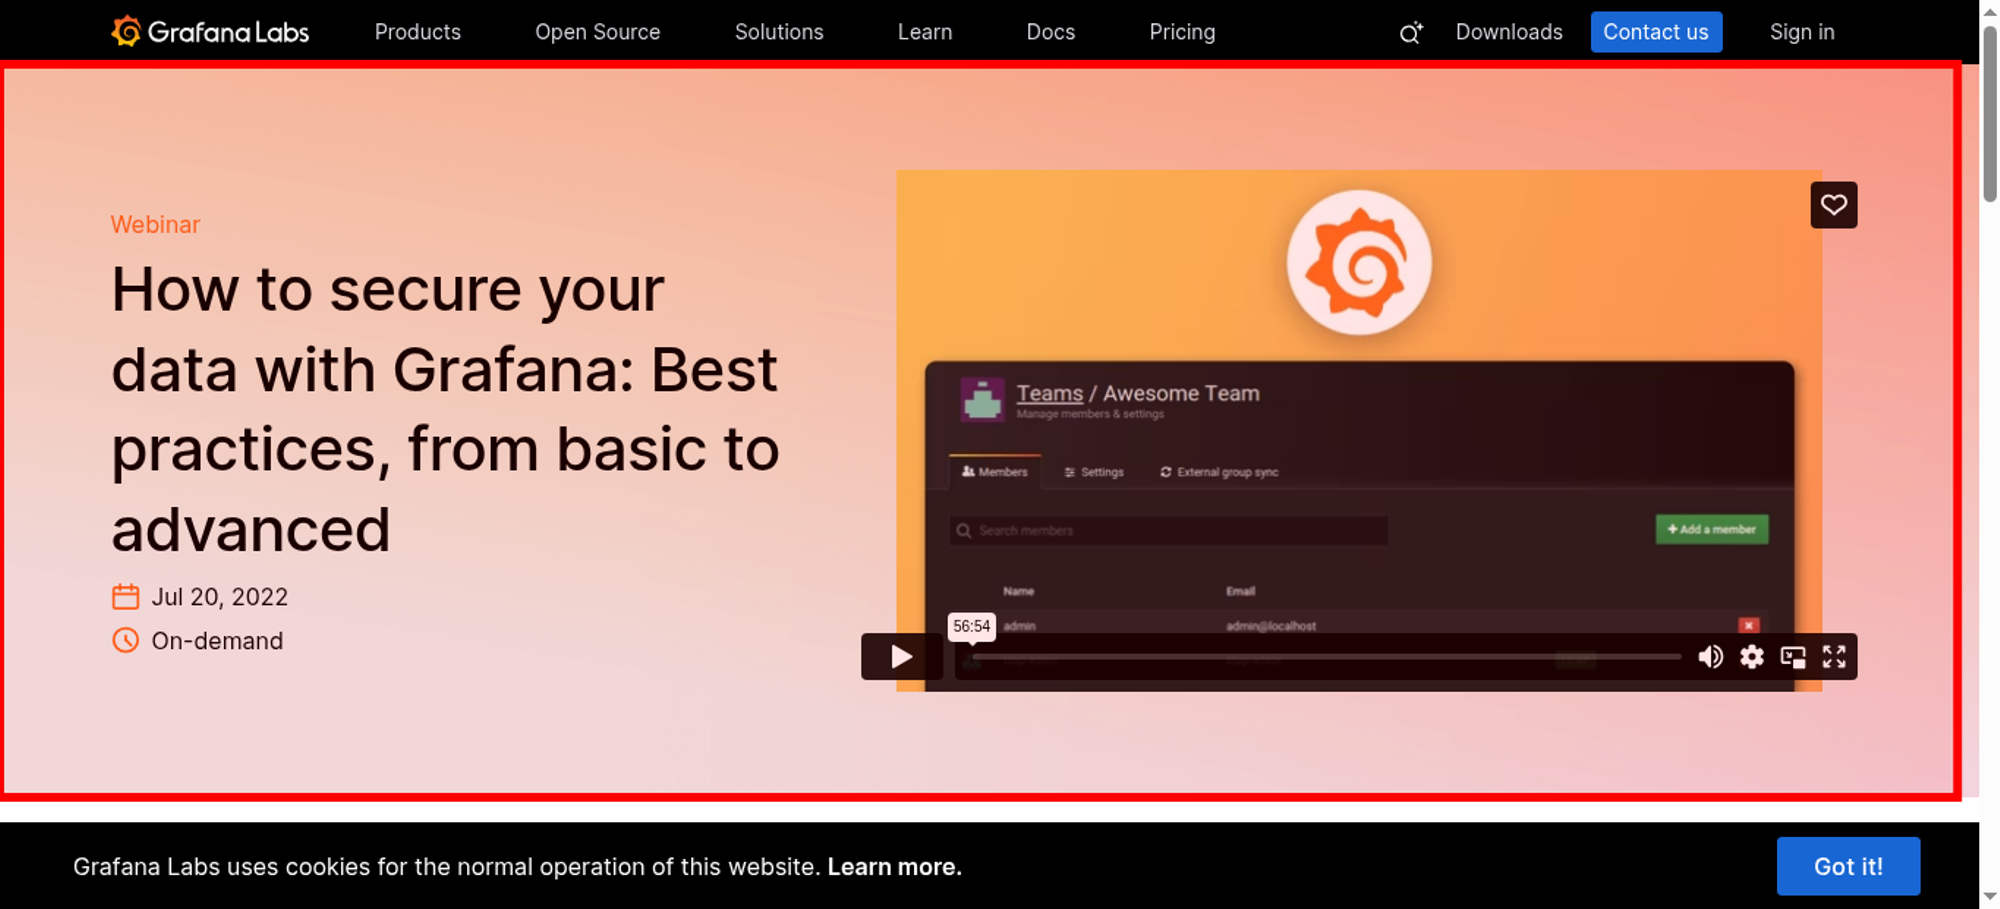 Grafana Labs
Products
Open Source
Solutions
Learn
Docs
Pricing
Downloads
Contact us
Sign in
Webinar
How to secure your
data with Grafana: Best
practices, from basic to
advanced
Jul 20, 2022
On-demand
Teams / Awesome Team
Manage members & settings
Members
Settings
External group sync
Search members
+ Add a member
Name
Email
56:54
admin
admin@localhost
Grafana Labs uses cookies for the normal operation of this website. Learn more.
Got it!